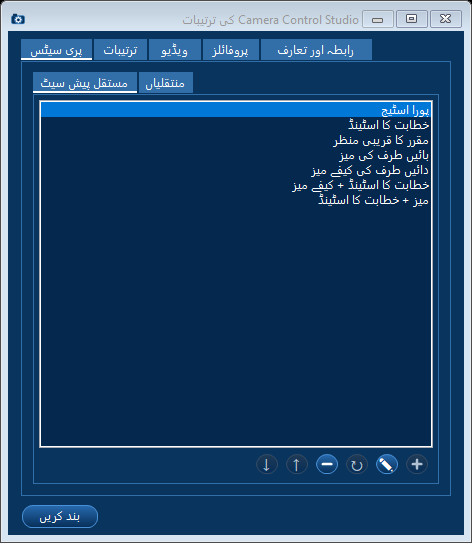 Camera Control Studio کی ترتیبات
پری سیٹس
ترتیبات
ویڈیو
پروفائلز
رابطہ اور تعارف
مستقل پیش سیٹ
منتقلیاں
پورا اسٹیج
خطابت کا اسٹینڈ
مقرر کا قریبی منظر
بائیں طرف کی میز
دائیں طرف کی کیفے میز
خطابت کا اسٹینڈ + کیفے میز
میز + خطابت کا اسٹینڈ
بند کریں